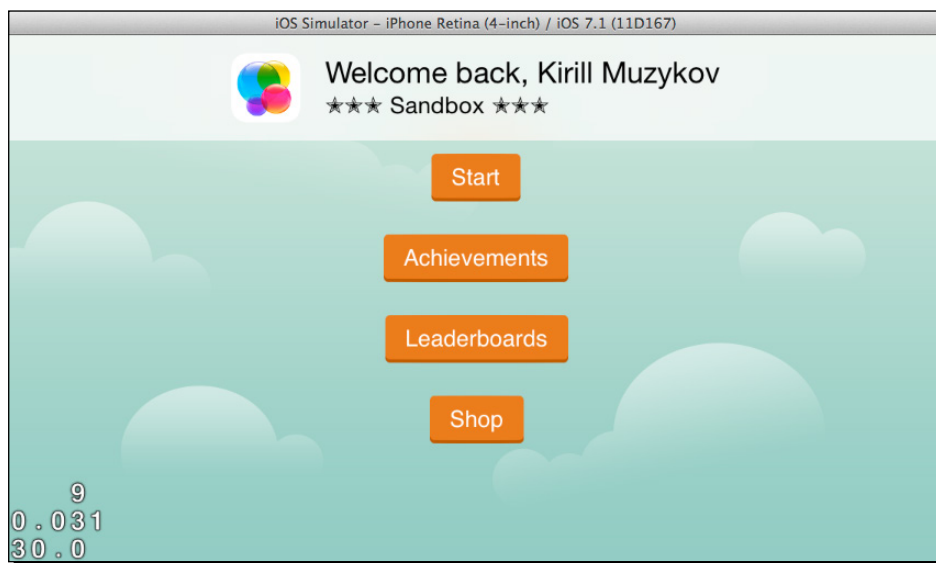 iOS Simulator – iPhone Retina (4-inch) / iOS 7.1 (11D167)
Welcome back, Kirill Muzykov
✭✭✭ Sandbox ✭✭✭
Start
Achievements
Leaderboards
Shop
9
0.031
30.0